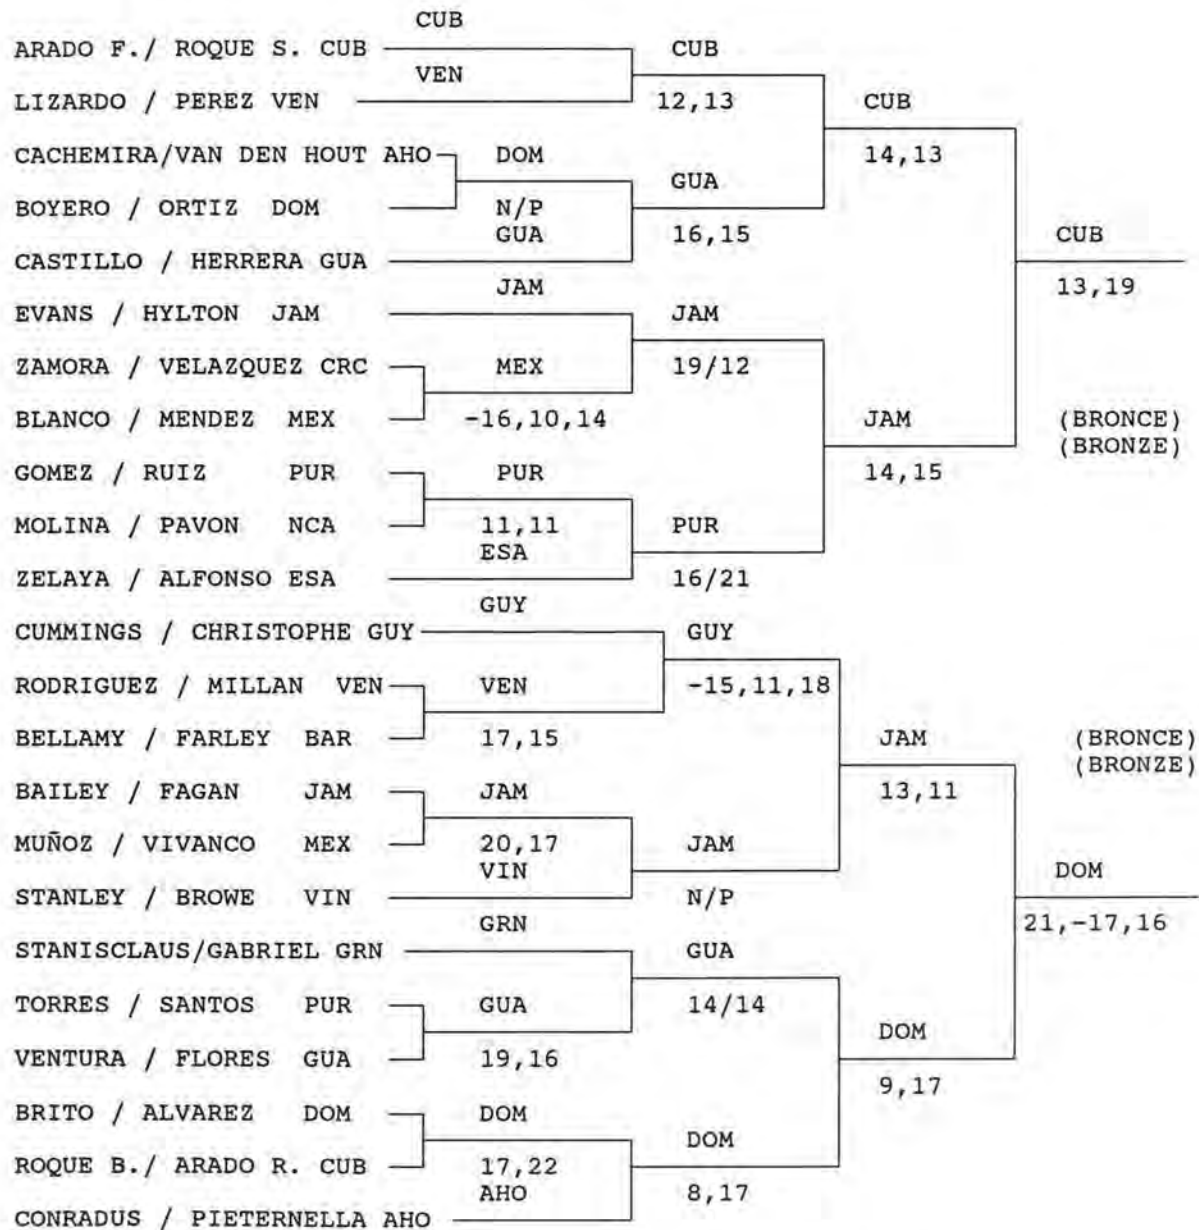 CUB
ARADO F./ ROQUE S. CUB CUB
VEN
LIZARDO / PEREZ VEN 12,13 CUB
CACHEMIRA/VAN DEN HOUT AHO DOM 14,13
GUA
BOYERO / ORTIZ DOM N/P
GUA 16,15 CUB
CASTILLO / HERRERA GUA
JAM 13,19
EVANS / HYLTON JAM JAM
ZAMORA / VELAZQUEZ CRC MEX 19/12
BLANCO / MENDEZ MEX -16,10,14 JAM (BRONCE)
(BRONZE)
GOMEZ / RUIZ PUR PUR 14,15
MOLINA / PAVON NCA 11,11 PUR
ESA
ZELAYA / ALFONSO ESA 16/21
GUY
CUMMINGS / CHRISTOPHE GUY GUY
RODRIGUEZ / MILLAN VEN VEN -15,11,18
BELLAMY / FARLEY BAR 17,15 JAM (BRONCE)
(BRONZE)
BAILEY / FAGAN JAM JAM 13,11
MUÑOZ / VIVANCO MEX 20,17 JAM
VIN DOM
STANLEY / BROWE VIN N/P
GRN 21,-17,16
STANISCLAUS/GABRIEL GRN GUA
TORRES / SANTOS PUR GUA 14/14
DOM
VENTURA / FLORES GUA 19,16
9,17
BRITO / ALVAREZ DOM DOM
DOM
ROQUE B./ ARADO R. CUB 17,22
AHO 8,17
CONRADUS / PIETERNELLA AHO